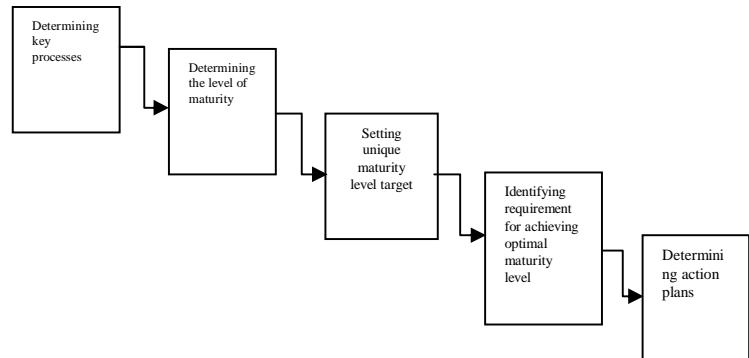 Determining
key
processes
Determining
the level of
maturity
Setting
unique
maturity
level target
Identifying
requirement
for achieving
optimal
maturity
level
Determini
ng action
plans